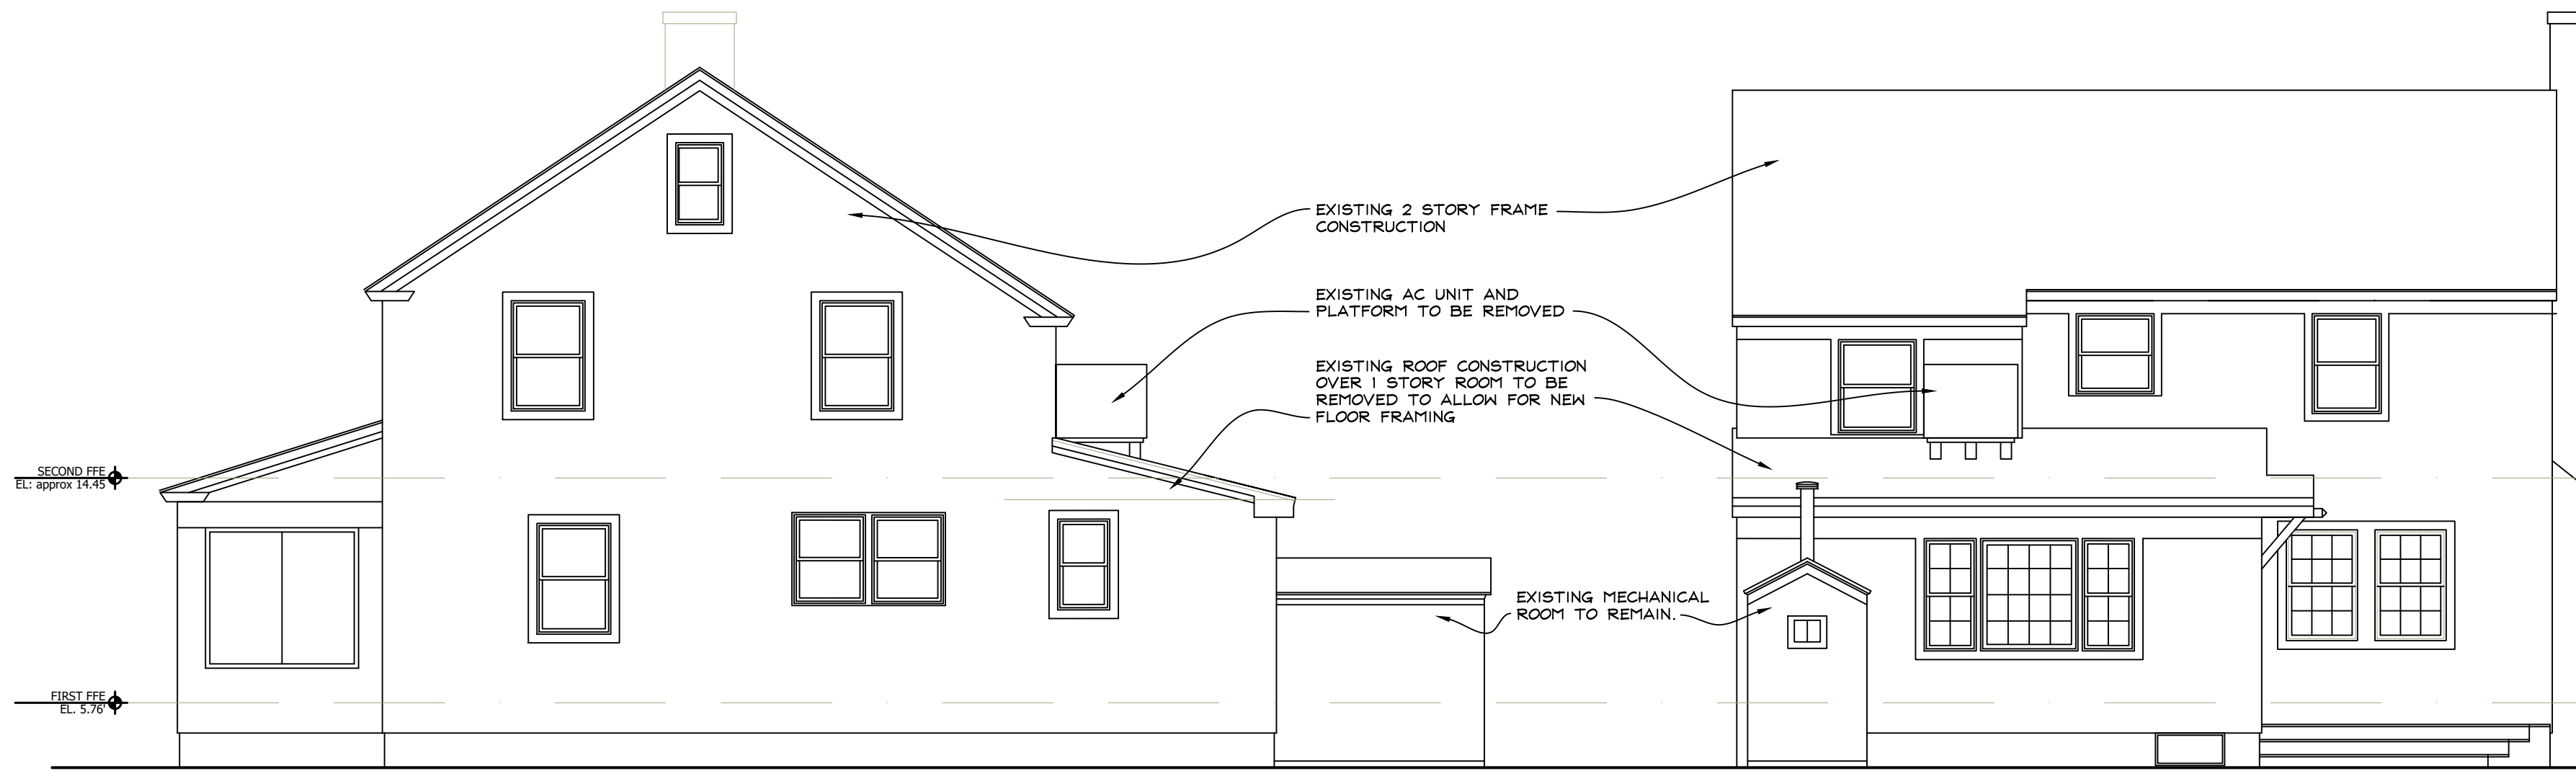 EXISTING 2 STORY FRAME
CONSTRUCTION
EXISTING AC UNIT AND
PLATFORM TO BE REMOVED
EXISTING ROOF CONSTRUCTION
OVER 1 STORY ROOM TO BE
REMOVED TO ALLOW FOR NEW
FLOOR FRAMING
SECOND FFE
EL: approx 14.45
EXISTING MECHANICAL
ROOM TO REMAIN.
FIRST FFE
EL. 5.76'